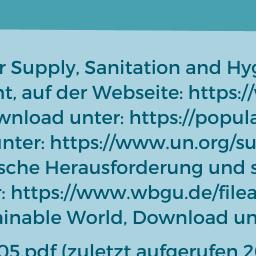 r Supply, Sanitation and Hyg
nt, auf der Webseite: https://
wnload unter: https://popula
unter: https://www.un.org/su
sche Herausforderung und s
: https://www.wbgu.de/filea
inable World, Download un
05.pdf (zuletzt aufgerufen 2